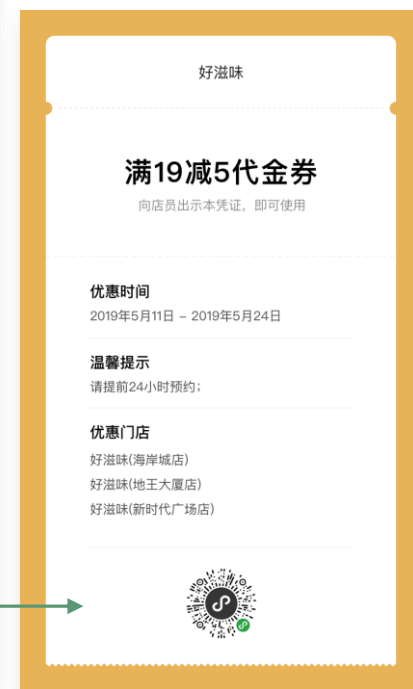 好滋味
满19减5代金券
向店员出示本凭证，即可使用
优惠时间
2019年5月11日 – 2019年5月24日
温馨提示
请提前24小时预约；
优惠门店
好滋味(海岸城店)
好滋味(地王大厦店)
好滋味(新时代广场店)